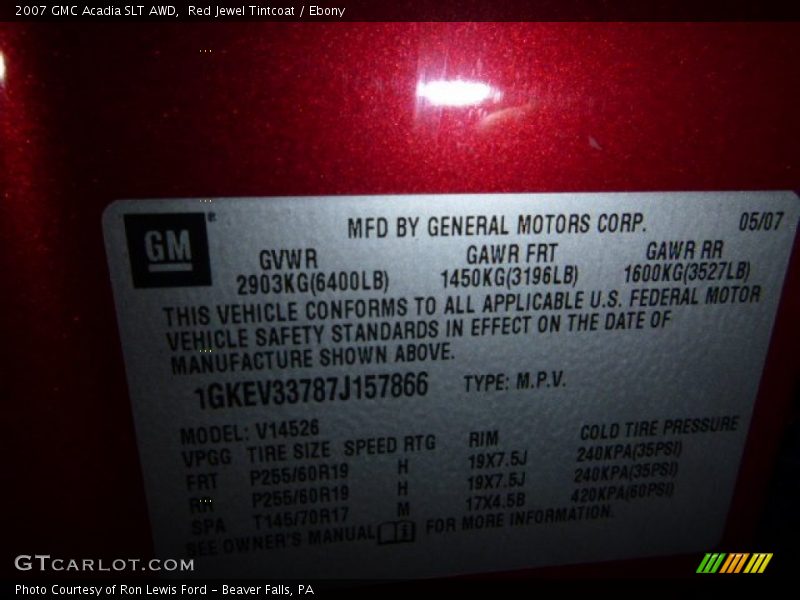 2007 GMC Acadia SLT AWD, Red Jewel Tintcoat / Ebony
GM
MFD BY GENERAL MOTORS CORP. 05/07
GVWR GAWR FRT GAWR RR
2903KG(6400LB) 1450KG(3196LB) 1600KG(3527LB)
THIS VEHICLE CONFORMS TO ALL APPLICABLE U.S. FEDERAL MOTOR
VEHICLE SAFETY STANDARDS IN EFFECT ON THE DATE OF
MANUFACTURE SHOWN ABOVE.
1GKEV33787J157866 TYPE: M.P.V.
MODEL: V14526
VPGG TIRE SIZE SPEED RTG RIM COLD TIRE PRESSURE
FRT P255/60R19 H 19X7.5J 240KPA(35PSI)
RR P255/60R19 H 19X7.5J 240KPA(35PSI)
SPA T145/70R17 M 17X4.5B 420KPA(60PSI)
SEE OWNER'S MANUAL FOR MORE INFORMATION.
GTCARLOT.COM
Photo Courtesy of Ron Lewis Ford - Beaver Falls, PA